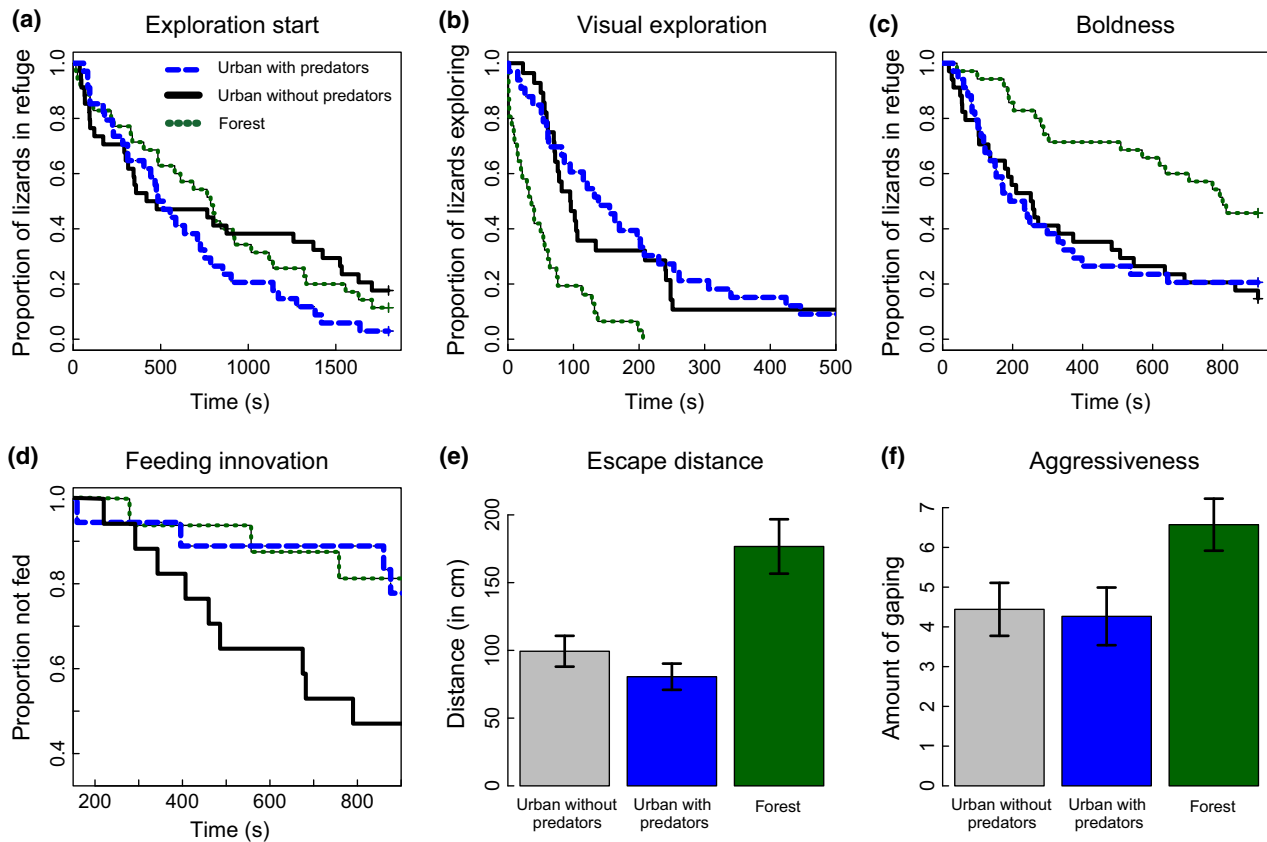 (a) Exploration start
Proportion of lizards in refuge
1.0
0.8
0.6
0.4
0.2
0.0
Urban with predators
Urban without predators
Forest
0 500 1000 1500
Time (s)
(b) Visual exploration
Proportion of lizards exploring
1.0
0.8
0.6
0.4
0.2
0.0
0 100 200 300 400 500
Time (s)
(c) Boldness
Proportion of lizards in refuge
1.0
0.8
0.6
0.4
0.2
0.0
0 200 400 600 800
Time (s)
(d) Feeding innovation
Proportion not fed
1.0
0.8
0.6
0.4
200 400 600 800
Time (s)
(e) Escape distance
Distance (in cm)
200
150
100
50
0
Urban without
predators
Urban with
predators
Forest
(f) Aggressiveness
Amount of gaping
7
6
5
4
3
2
1
0
Urban without
predators
Urban with
predators
Forest